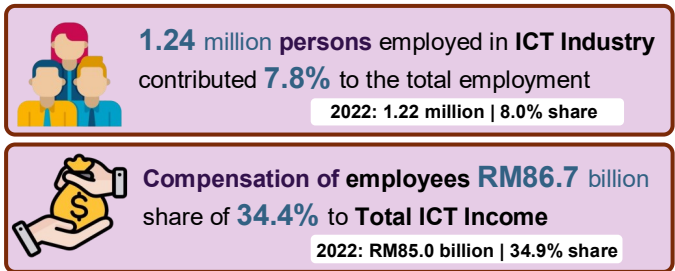 1.24 million persons employed in ICT Industry
contributed 7.8% to the total employment
2022: 1.22 million | 8.0% share
Compensation of employees RM86.7 billion
share of 34.4% to Total ICT Income
2022: RM85.0 billion | 34.9% share